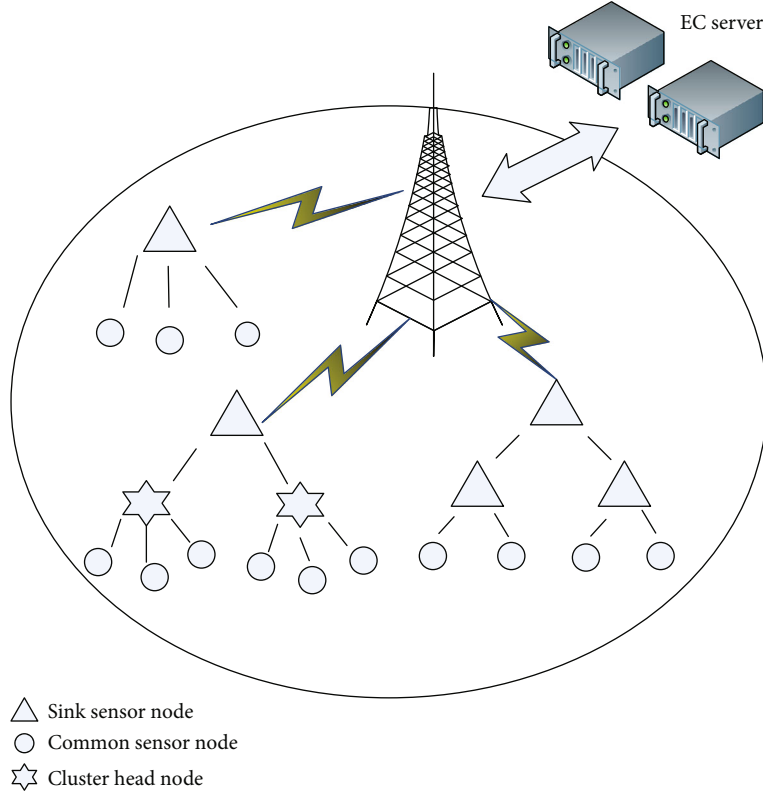 EC server
Sink sensor node
Common sensor node
Cluster head node